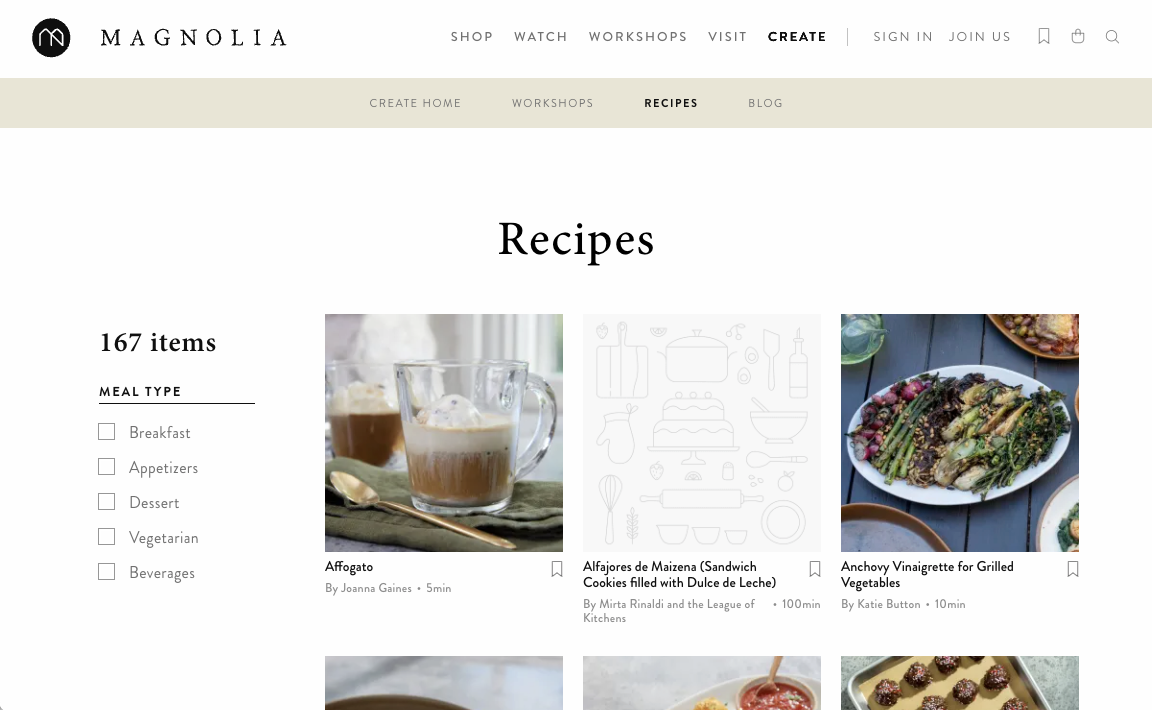 MAGNOLIA
SHOP WATCH WORKSHOPS VISIT CREATE SIGN IN JOIN US
CREATE HOME WORKSHOPS RECIPES BLOG
Recipes
167 items
MEAL TYPE
Breakfast
Appetizers
Dessert
Vegetarian
Beverages
Affogato
By Joanna Gaines • 5min
Alfajores de Maizena (Sandwich
Cookies filled with Dulce de Leche)
By Mirta Rinaldi and the League of • 100min
Kitchens
Anchovy Vinaigrette for Grilled
Vegetables
By Katie Button • 10min